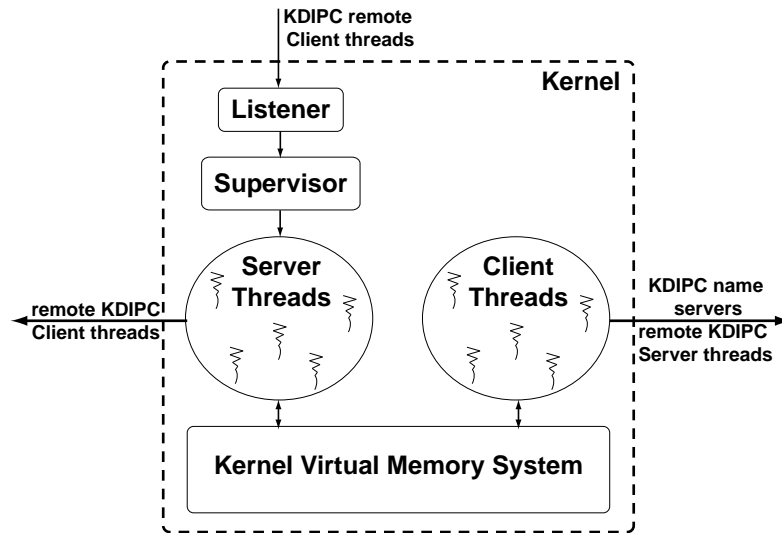 KDIPC remote
Client threads
Kernel
Listener
Supervisor
Server
Threads
Client
Threads
remote KDIPC
Client threads
KDIPC name
servers
remote KDIPC
Server threads
Kernel Virtual Memory System